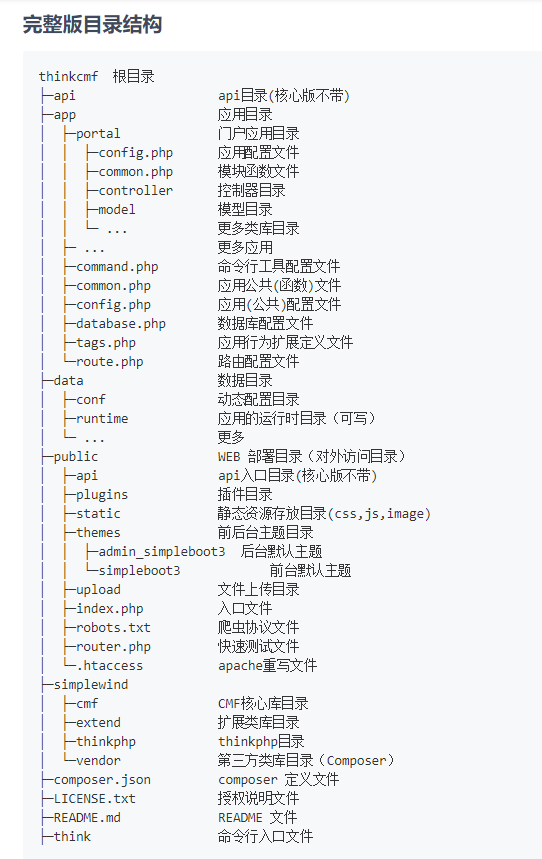 完整版目录结构
thinkcmf  根目录
├─api                   api目录(核心版不带)
├─app                   应用目录
│  ├─portal            门户应用目录
│  │  ├─config.php      应用配置文件
│  │  ├─common.php      模块函数文件
│  │  ├─controller      控制器目录
│  │  ├─model           模型目录
│  │  └─ ...            更多类库目录
│  ├─ ...               更多应用
│  ├─command.php        命令行工具配置文件
│  ├─common.php         应用公共(函数)文件
│  ├─config.php         应用(公共)配置文件
│  ├─database.php       数据库配置文件
│  ├─tags.php           应用行为扩展定义文件
│  └─route.php          路由配置文件
├─data                  数据目录
│  ├─conf               动态配置目录
│  ├─runtime            应用的运行时目录（可写）
│  └─ ...               更多
├─public                WEB 部署目录（对外访问目录）
│  ├─api                api入口目录(核心版不带)
│  ├─plugins            插件目录
│  ├─static             静态资源存放目录(css,js,image)
│  ├─themes             前后台主题目录
│  │  ├─admin_simpleboot3  后台默认主题
│  │  └─simpleboot3            前台默认主题
│  ├─upload             文件上传目录
│  ├─index.php          入口文件
│  ├─robots.txt         爬虫协议文件
│  ├─router.php         快速测试文件
│  └─.htaccess          apache重写文件
├─simplewind
│  ├─cmf                CMF核心库目录
│  ├─extend             扩展类库目录
│  ├─thinkphp           thinkphp目录
│  └─vendor             第三方类库目录（Composer）
├─composer.json         composer 定义文件
├─LICENSE.txt           授权说明文件
├─README.md             README 文件
├─think                 命令行入口文件